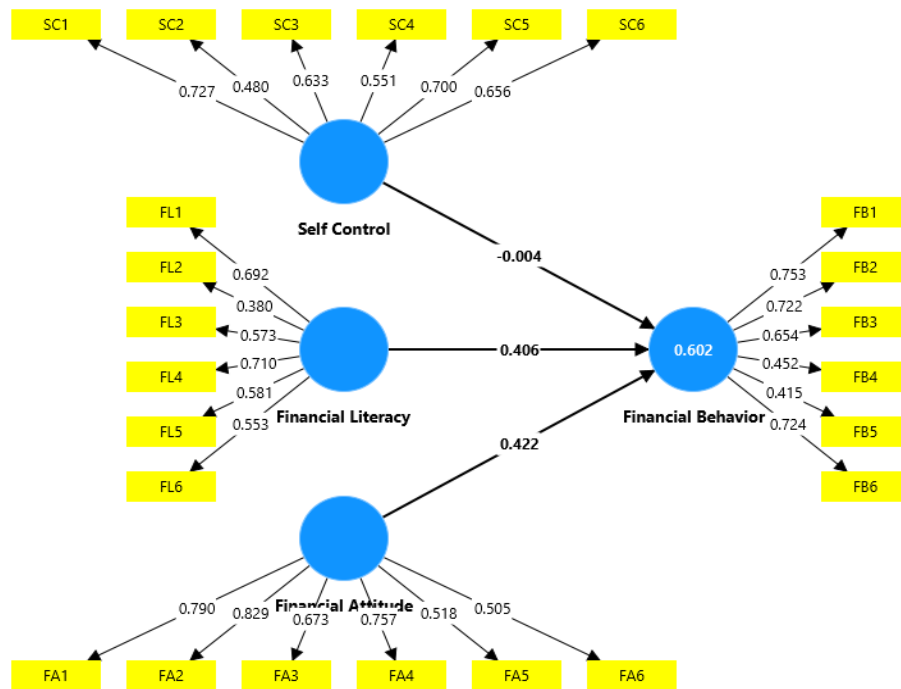 SC1 SC2 SC3 SC4 SC5 SC6
0.727 0.480 0.633 0.551 0.700 0.656
Self Control
FL1
FL2
FL3
FL4
FL5
FL6
0.692
0.380
0.573
0.710
0.581
0.553
Financial Literacy
-0.004
0.406
0.422
0.602
Financial Behavior
FB1
FB2
FB3
FB4
FB5
FB6
0.753
0.722
0.654
0.452
0.415
0.724
Financial Attitude
0.790 0.829 0.673 0.757 0.518 0.505
FA1 FA2 FA3 FA4 FA5 FA6